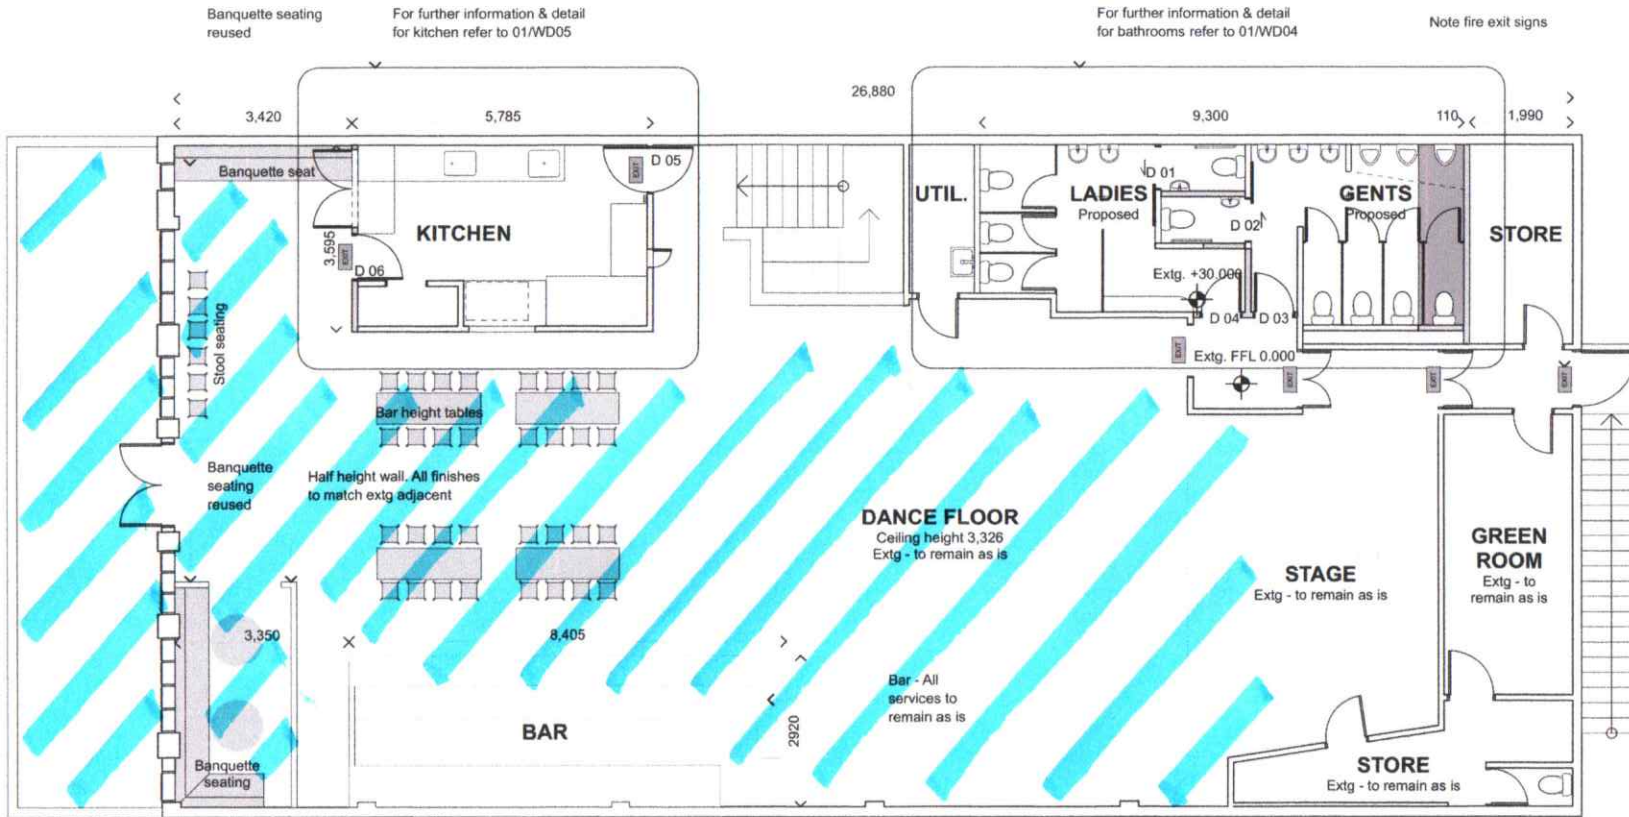 Banquette seating
reused
For further information & detail
for kitchen refer to 01/WD05
For further information & detail
for bathrooms refer to 01/WD04
Note fire exit signs
26,880
3,420
5,785
9,300
110
1,990
Banquette seat
EXIT
D 05
KITCHEN
3,595
EXIT
D 06
UTIL.
LADIES
Proposed
D 01
D 02
GENTS
Proposed
STORE
Extg. +30,000
D 04
D 03
Stool seating
EXIT
Extg. FFL 0.000
EXIT
EXIT
EXIT
Bar height tables
Banquette
seating
reused
Half height wall. All finishes
to match extg adjacent
DANCE FLOOR
Ceiling height 3,326
Extg - to remain as is
STAGE
Extg - to remain as is
GREEN
ROOM
Extg - to
remain as is
3,350
8,405
Bar - All
services to
remain as is
2920
BAR
Banquette
seating
STORE
Extg - to remain as is